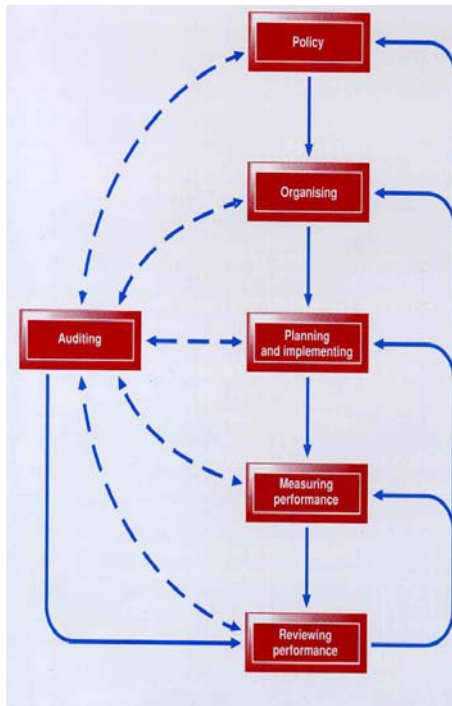 Policy
Organising
Auditing
Planning
and implementing
Measuring
performance
Reviewing
performance